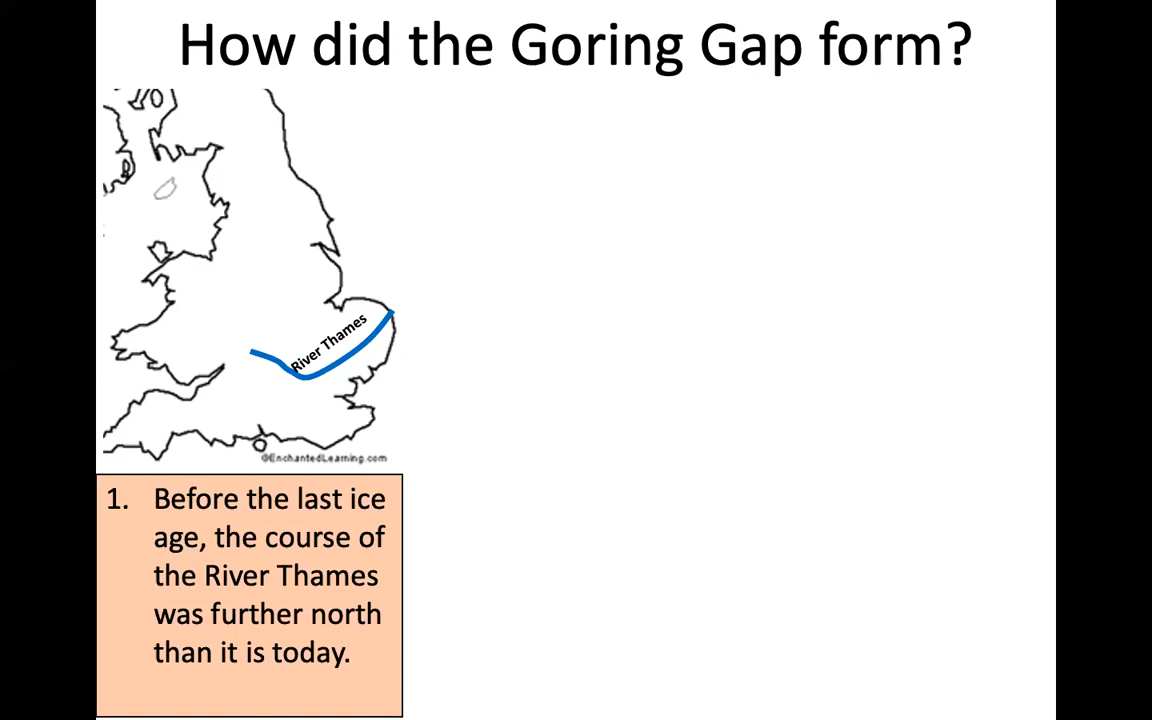 How did the Goring Gap form?
River Thames
©EnchantedLearning.com
1. Before the last ice
age, the course of
the River Thames
was further north
than it is today.